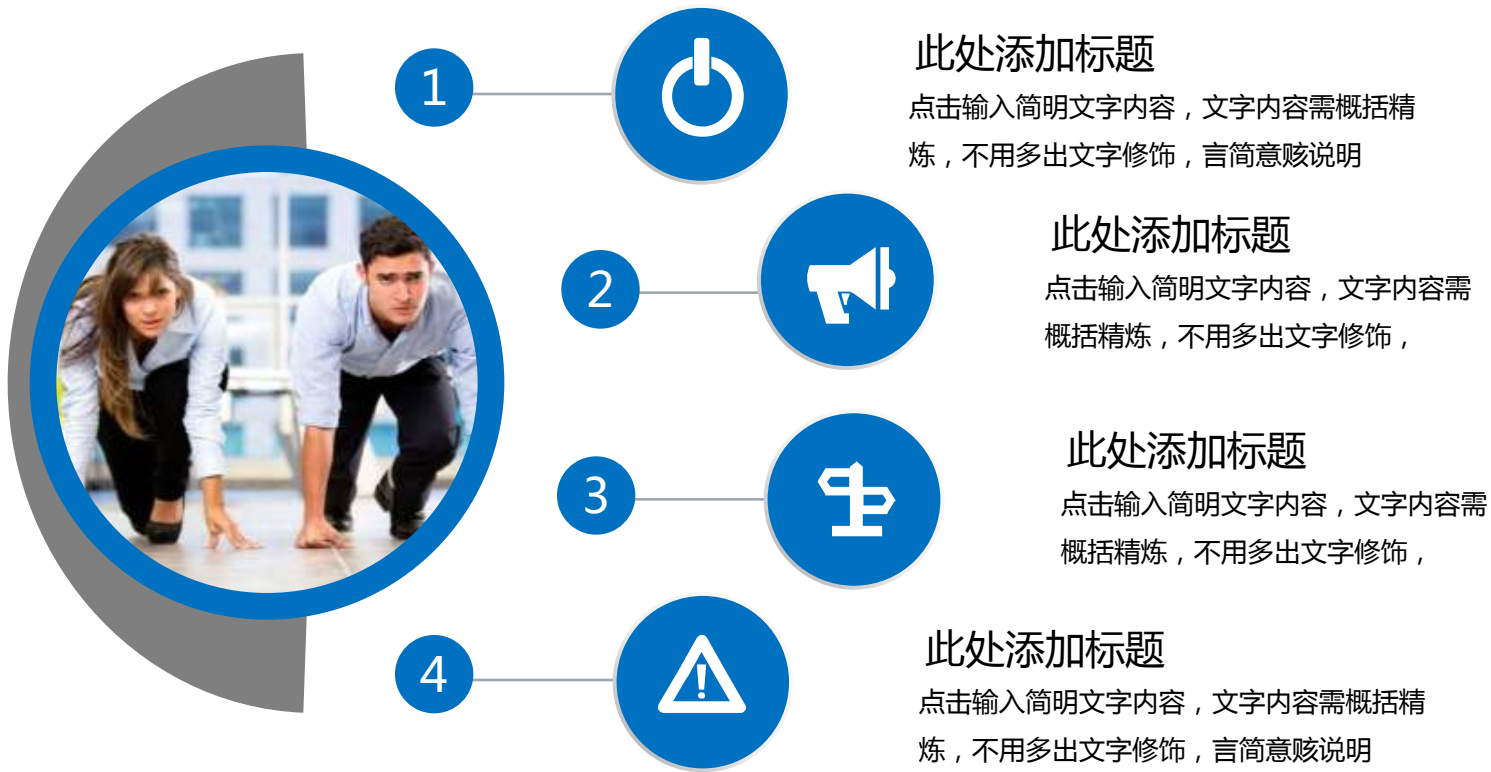 1
此处添加标题
点击输入简明文字内容，文字内容需概括精
炼，不用多出文字修饰，言简意赅说明
2
此处添加标题
点击输入简明文字内容，文字内容需
概括精炼，不用多出文字修饰，
3
此处添加标题
点击输入简明文字内容，文字内容需
概括精炼，不用多出文字修饰，
4
此处添加标题
点击输入简明文字内容，文字内容需概括精
炼，不用多出文字修饰，言简意赅说明